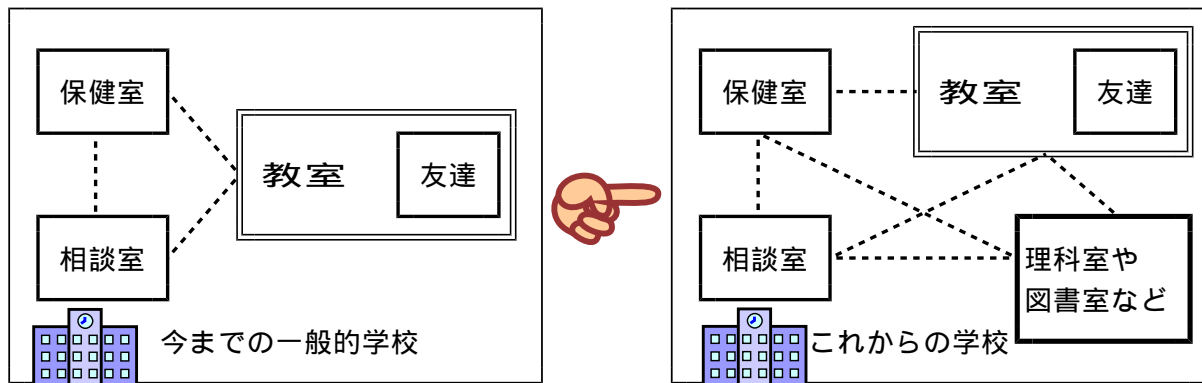 保健室
教室
友達
相談室
今までの一般的学校
保健室
教室
友達
相談室
理科室や
図書室など
これからの学校